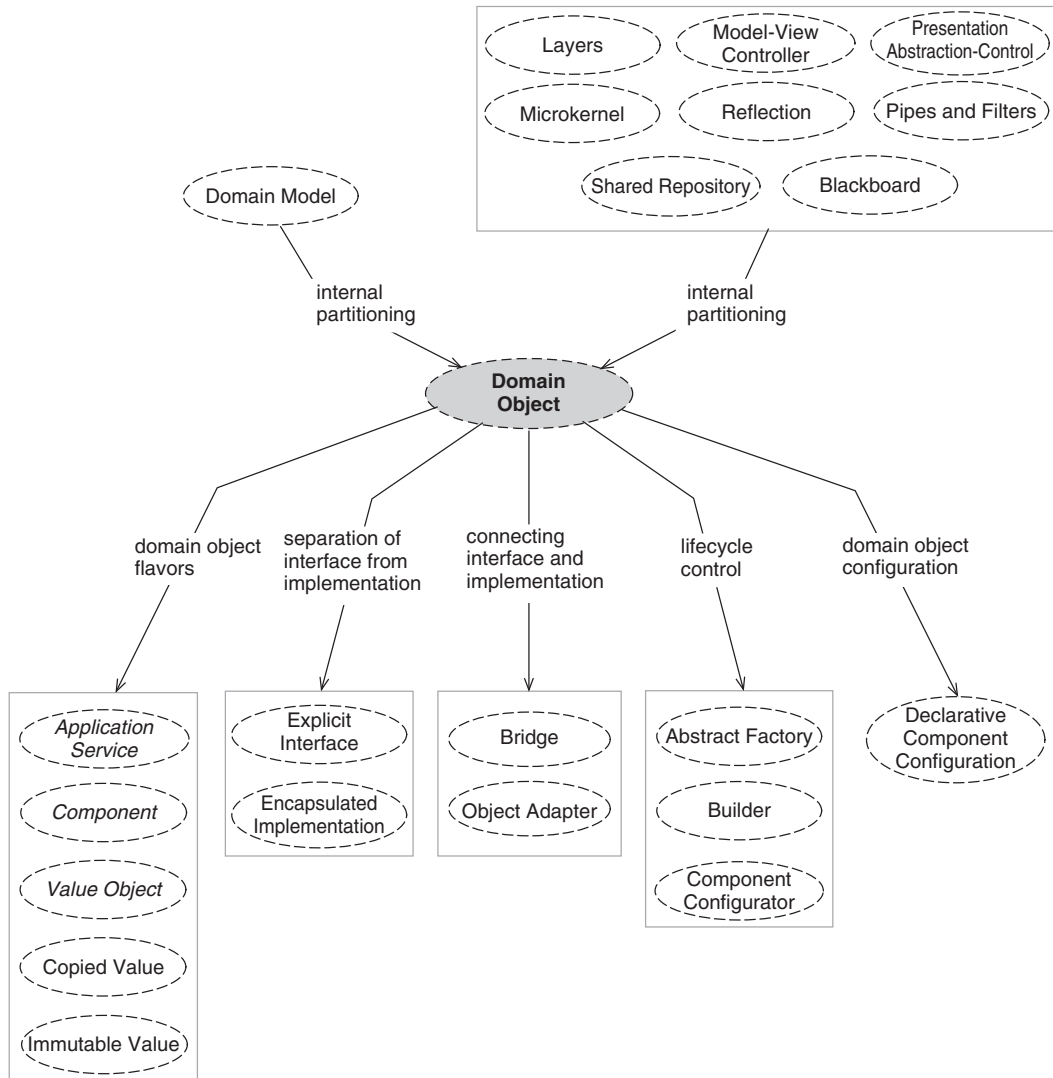 Layers
Model-View
Controller
Presentation
Abstraction-Control
Microkernel
Reflection
Pipes and Filters
Shared Repository
Blackboard
Domain Model
internal
partitioning
internal
partitioning
Domain
Object
domain object
flavors
separation of
interface from
implementation
connecting
interface and
implementation
lifecycle
control
domain object
configuration
Application
Service
Component
Value Object
Copied Value
Immutable Value
Explicit
Interface
Encapsulated
Implementation
Bridge
Object Adapter
Abstract Factory
Builder
Component
Configurator
Declarative
Component
Configuration